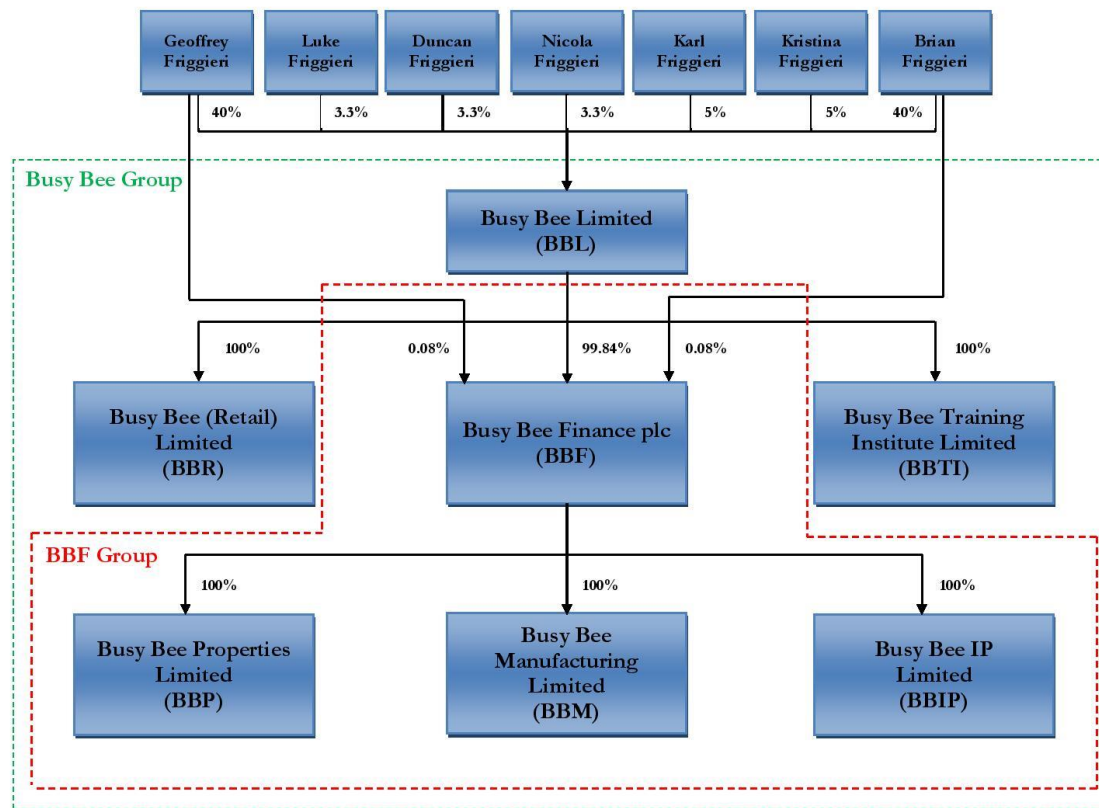 Geoffrey
Friggieri
Luke
Friggieri
Duncan
Friggieri
Nicola
Friggieri
Karl
Friggieri
Kristina
Friggieri
Brian
Friggieri
40%
3.3%
3.3%
3.3%
5%
5%
40%
Busy Bee Group
Busy Bee Limited
(BBL)
100%
0.08%
99.84%
0.08%
100%
Busy Bee (Retail)
Limited
(BBR)
Busy Bee Finance plc
(BBF)
Busy Bee Training
Institute Limited
(BBTI)
BBF Group
100%
100%
100%
Busy Bee Properties
Limited
(BBP)
Busy Bee
Manufacturing
Limited
(BBM)
Busy Bee IP
Limited
(BBIP)